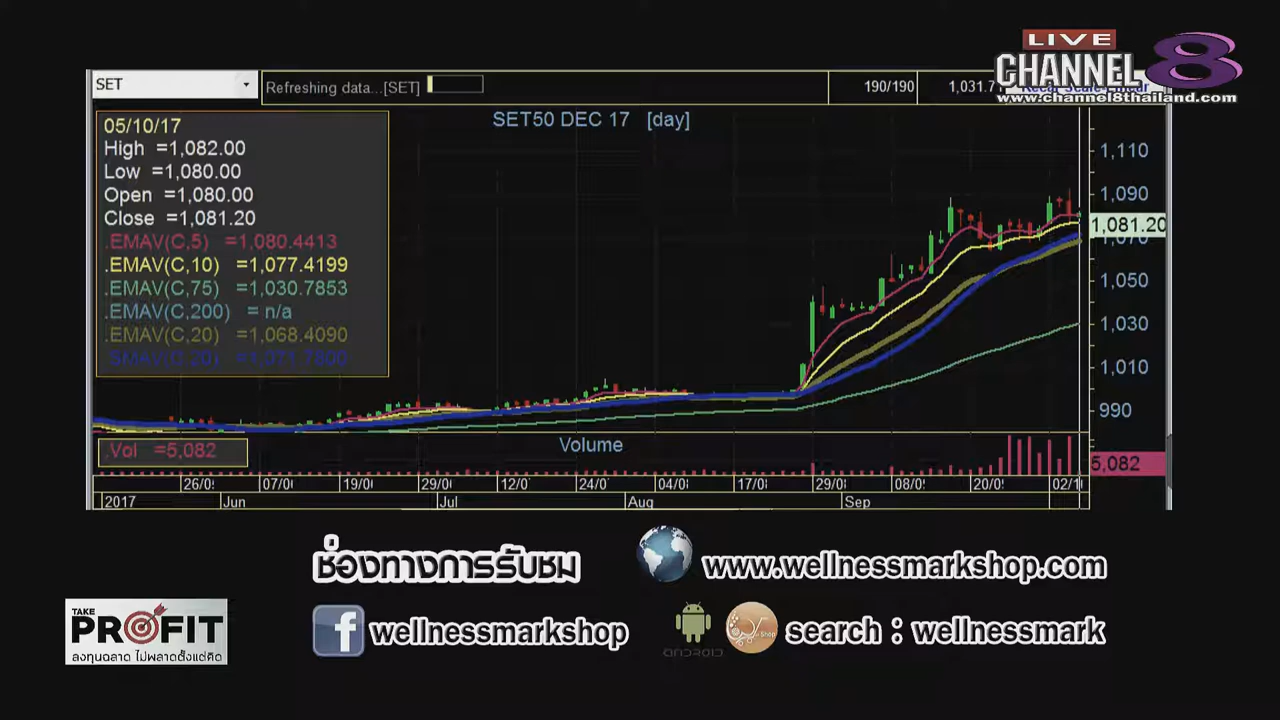 LIVE
CHANNEL 8
www.channel8thailand.com
SET
Refreshing data...[SET]
190/190
05/10/17
High =1,082.00
Low =1,080.00
Open =1,080.00
Close =1,081.20
.EMAV(C,5) =1,080.4413
.EMAV(C,10) =1,077.4199
.EMAV(C,75) =1,030.7853
.EMAV(C,200) = n/a
.EMAV(C,20) =1,068.4090
.SMAV(C,20) =1,071.7800
SET50 DEC 17 [day]
1,110
1,090
1,081.20
1,070
1,050
1,030
1,010
990
.Vol =5,082
Volume
5,082
26/0 07/0 19/0 29/0 12/0 24/0 04/0 17/0 29/0 08/0 20/0 02/1
2017 Jun Jul Aug Sep
ช่องทางการรับชม
www.wellnessmarkshop.com
wellnessmarkshop
ANDROID
search : wellnessmark
TAKE
PROFIT
ลงทุนฉลาด ไม่พลาดตั้งแต่คิด